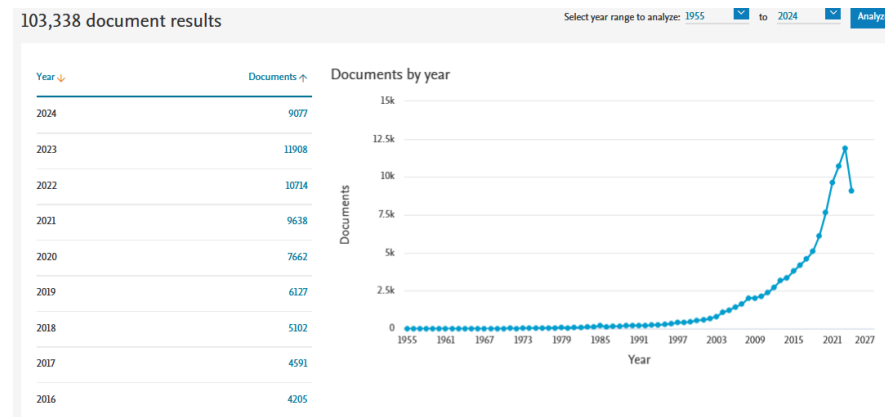 103,338 document results
Select year range to analyze: 1955 to 2024 Analyze
Year Documents
2024 9077
2023 11908
2022 10714
2021 9638
2020 7662
2019 6127
2018 5102
2017 4591
2016 4205
Documents by year
15k
12.5k
10k
7.5k
5k
2.5k
0
Documents
1955 1961 1967 1973 1979 1985 1991 1997 2003 2009 2015 2021 2027
Year